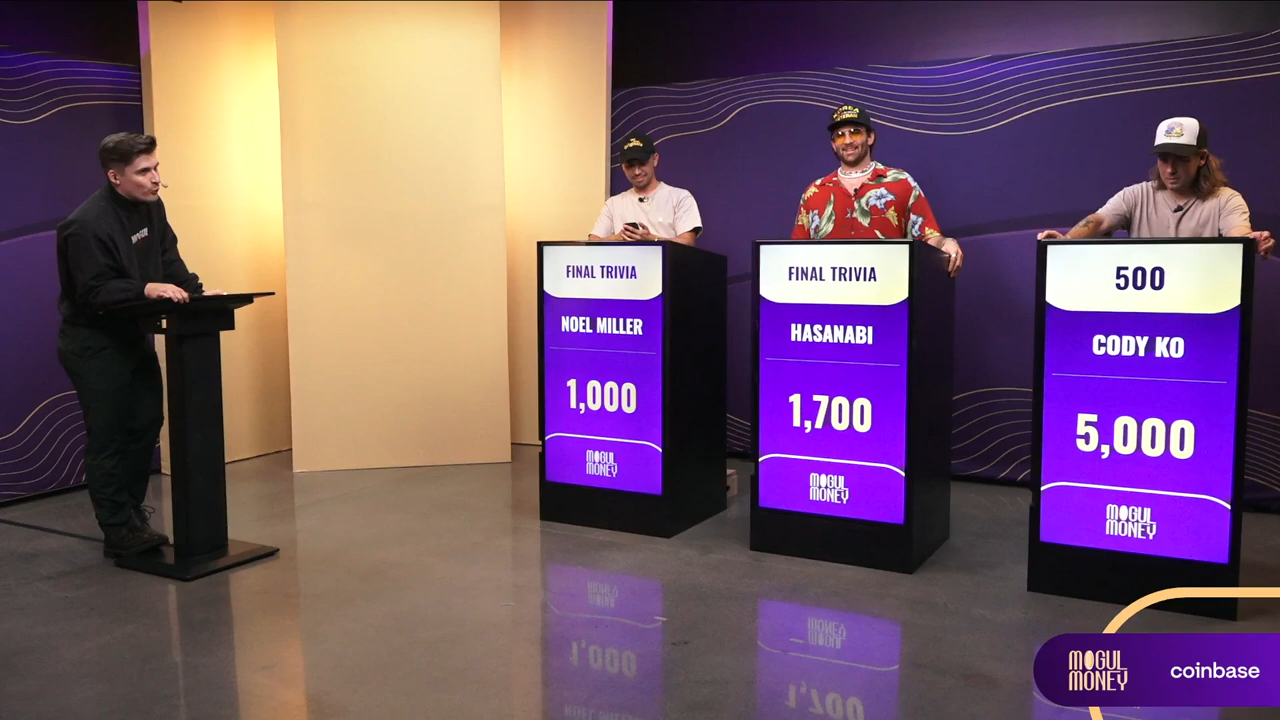 FINAL TRIVIA
NOEL MILLER
1,000
MOGUL
MONEY
FINAL TRIVIA
HASANABI
1,700
MOGUL
MONEY
500
CODY KO
5,000
MOGUL
MONEY
MOGUL
MONEY
coinbase